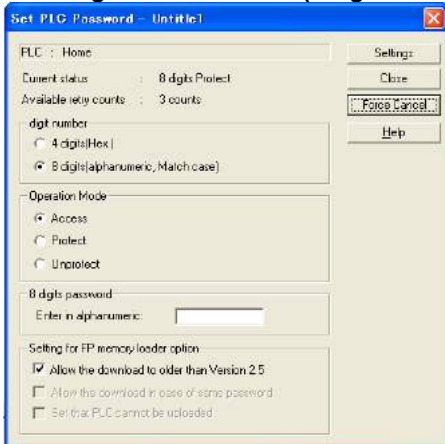 Set PLC Password - Untitle1
PLC : Home
Current status : 8 digits Protect
Available retry counts : 3 counts
digit number
4 digits(Hex)
8 digits(alphanumeric, Match case)
Operation Mode
Access
Protect
Unprotect
8 digits password
Enter in alphanumeric:
Setting for FP memory loader option
Allow the download to older than Version 2.5
Allow the download in case of same password
Set that PLC cannot be uploaded
Settings
Close
Force Cancel
Help